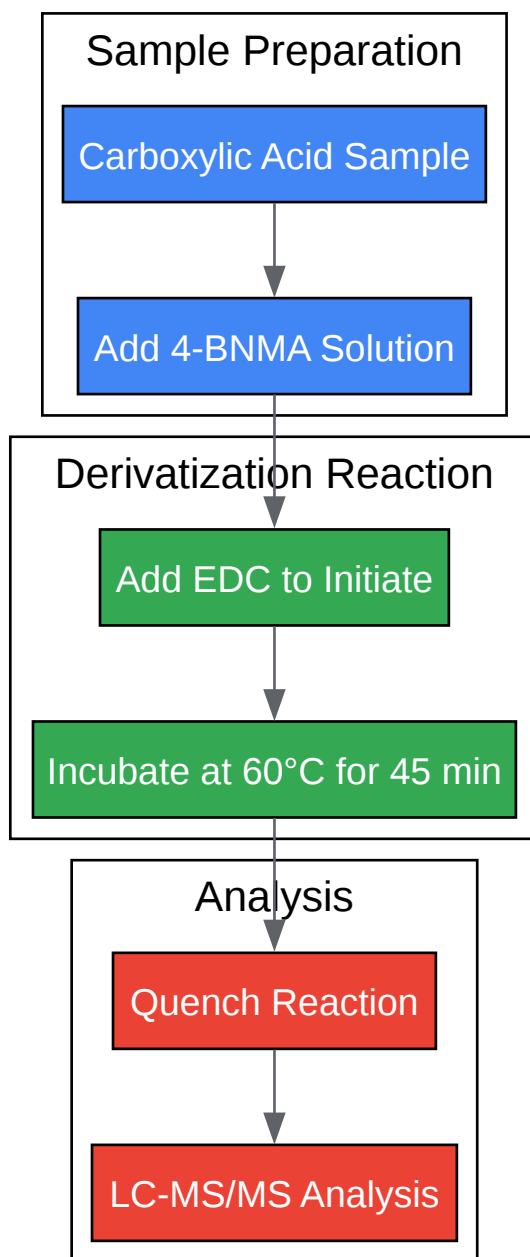 Sample Preparation
Carboxylic Acid Sample
Add 4-BNMA Solution
Derivatization Reaction
Add EDC to Initiate
Incubate at 60°C for 45 min
Analysis
Quench Reaction
LC-MS/MS Analysis